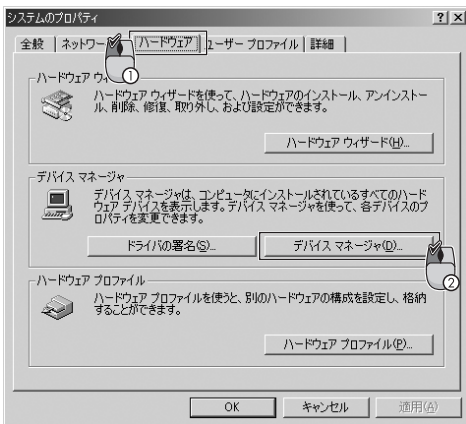 システムのプロパティ
全般 ネットワー ハードウェア ユーザー プロファイル 詳細
①
ハードウェア ウィ
ハードウェア ウィザードを使って、ハードウェアのインストール、アンインストー
ル、削除、修復、取り外し、および設定ができます。
ハードウェア ウィザード(H)...
デバイス マネージャ
デバイス マネージャは、コンピュータにインストールされているすべてのハード
ウェア デバイスを表示します。デバイス マネージャを使って、各デバイスのプ
ロパティを変更できます。
ドライバの署名(S)...
デバイス マネージャ(D)...
②
ハードウェア プロファイル
ハードウェア プロファイルを使うと、別のハードウェアの構成を設定し、格納
することができます。
ハードウェア プロファイル(P)...
OK キャンセル 適用(A)